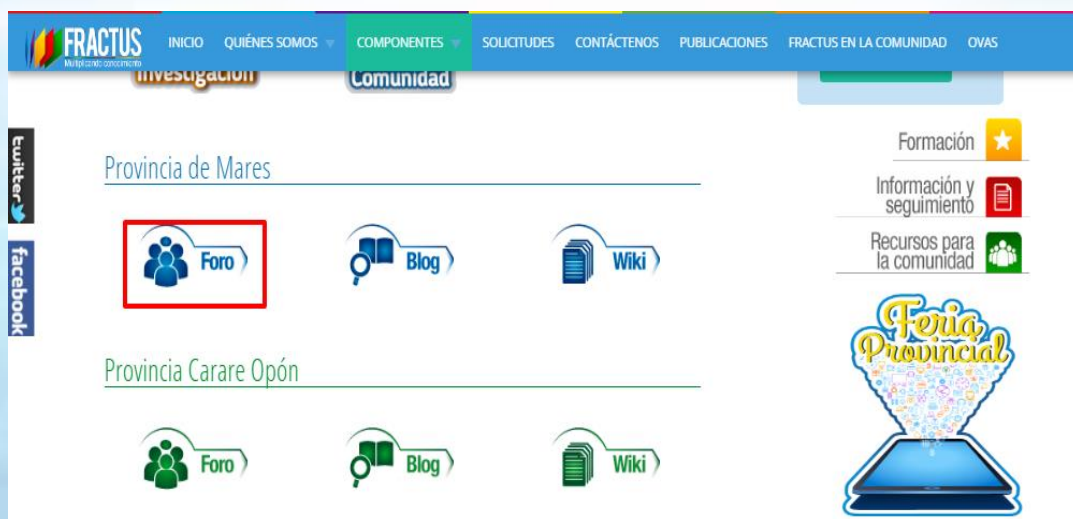 FRACTUS
Multiplicando conocimiento
INICIO QUIÉNES SOMOS COMPONENTES SOLICITUDES CONTÁCTENOS PUBLICACIONES FRACTUS EN LA COMUNIDAD OVAS
Investigación Comunidad
twitter
facebook
Provincia de Mares
Foro Blog Wiki
Provincia Carare Opón
Foro Blog Wiki
Formación
Información y
seguimiento
Recursos para
la comunidad
Feria
Provincial